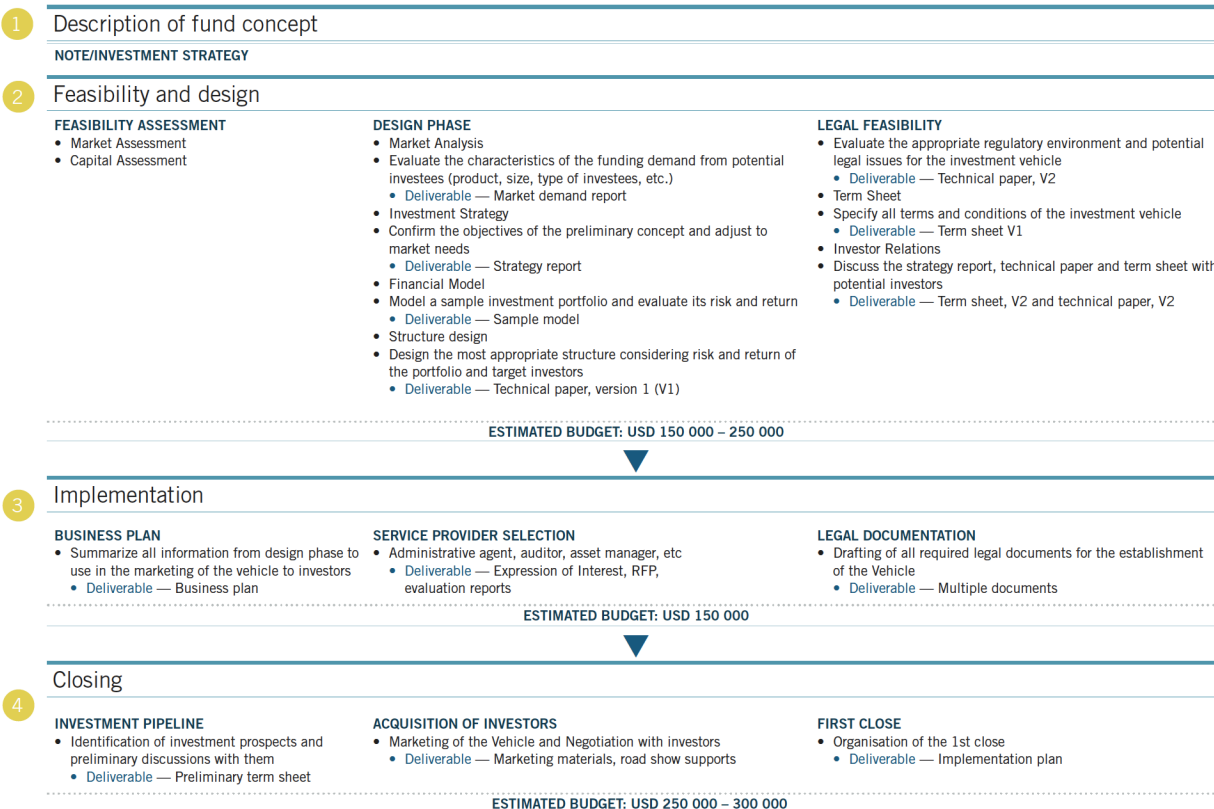 1
Description of fund concept
NOTE/INVESTMENT STRATEGY
2
Feasibility and design
FEASIBILITY ASSESSMENT
• Market Assessment
• Capital Assessment
DESIGN PHASE
• Market Analysis
• Evaluate the characteristics of the funding demand from potential
investees (product, size, type of investees, etc.)
• Deliverable — Market demand report
• Investment Strategy
• Confirm the objectives of the preliminary concept and adjust to
market needs
• Deliverable — Strategy report
• Financial Model
• Model a sample investment portfolio and evaluate its risk and return
• Deliverable — Sample model
• Structure design
• Design the most appropriate structure considering risk and return of
the portfolio and target investors
• Deliverable — Technical paper, version 1 (V1)
LEGAL FEASIBILITY
• Evaluate the appropriate regulatory environment and potential
legal issues for the investment vehicle
• Deliverable — Technical paper, V2
• Term Sheet
• Specify all terms and conditions of the investment vehicle
• Deliverable — Term sheet V1
• Investor Relations
• Discuss the strategy report, technical paper and term sheet with
potential investors
• Deliverable — Term sheet, V2 and technical paper, V2
ESTIMATED BUDGET: USD 150 000 – 250 000
3
Implementation
BUSINESS PLAN
• Summarize all information from design phase to
use in the marketing of the vehicle to investors
• Deliverable — Business plan
SERVICE PROVIDER SELECTION
• Administrative agent, auditor, asset manager, etc
• Deliverable — Expression of Interest, RFP,
evaluation reports
LEGAL DOCUMENTATION
• Drafting of all required legal documents for the establishment
of the Vehicle
• Deliverable — Multiple documents
ESTIMATED BUDGET: USD 150 000
4
Closing
INVESTMENT PIPELINE
• Identification of investment prospects and
preliminary discussions with them
• Deliverable — Preliminary term sheet
ACQUISITION OF INVESTORS
• Marketing of the Vehicle and Negotiation with investors
• Deliverable — Marketing materials, road show supports
FIRST CLOSE
• Organisation of the 1st close
• Deliverable — Implementation plan
ESTIMATED BUDGET: USD 250 000 – 300 000